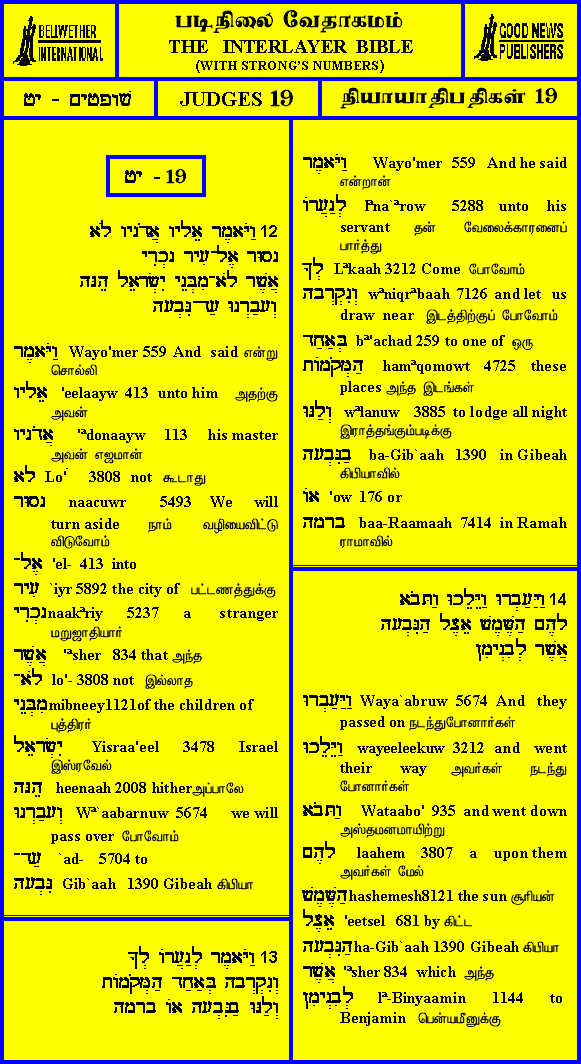 BELLWETHER
INTERNATIONAL
படிநிலை வேதாகமம்
THE INTERLAYER BIBLE
(WITH STRONG'S NUMBERS)
GOOD NEWS
PUBLISHERS
שופטים - יט
JUDGES 19
நியாயாதிபதிகள் 19
יט - 19
12 וַיֹּאמֶר אֵלָיו אֲדֹנָיו לֹא
נָסוּר אֶל־עִיר נׇכְרִי
אֲשֶׁר לֹא־מִבְּנֵי יִשְׂרָאֵל הֵנָּה
וְעָבַרְנוּ עַד־גִּבְעָה
וַיֹּאמֶר Wayo'mer 559 And said என்று
சொல்லி
אֵלָיו 'eelaayw 413 unto him அதற்கு
அவன்
אֲדֹנָיו 'ªdonaayw 113 his master
அவன் எஜமான்
לֹא Lo' 3808 not கூடாது
נָסוּר naacuwr 5493 We will
turn aside நாம் வழியைவிட்டு
விடுவோம்
אֶל־ 'el- 413 into
עִיר `iyr 5892 the city of பட்டணத்துக்கு
נׇכְרִי naakªriy 5237 a stranger
மறுஜாதியார்
אֲשֶׁר 'ªsher 834 that அந்த
לֹא־ lo'- 3808 not இல்லாத
מִבְּנֵי mibneey1121of the children of
புத்திரர்
יִשְׂרָאֵל Yisraa'eel 3478 Israel
இஸ்ரவேல்
הֵנָּה heenaah 2008 hitherஅப்பாலே
וְעָבַרְנוּ Wª`aabarnuw 5674 we will
pass over போவோம்
עַד־ `ad- 5704 to
גִּבְעָה Gib`aah 1390 Gibeah கிபியா
13 וַיֹּאמֶר לְנַעֲרוֹ לְךָ
וְנִקְרְבָה בְּאַחַד הַמְּקֹמוֹת
וְלַנּוּ בַגִּבְעָה אוֹ ברמה
וַיֹּאמֶר Wayo'mer 559 And he said
என்றான்
לְנַעֲרוֹ lªna`ªrow 5288 unto his
servant தன் வேலைக்காரனைப்
பார்த்து
לְךָ Lªkaah 3212 Come போவோம்
וְנִקְרְבָה wªniqrªbaah 7126 and let us
draw near இடத்திற்குப் போவோம்
בְּאַחַד bª'achad 259 to one of ஒரு
הַמְּקֹמוֹת hamªqomowt 4725 these
places அந்த இடங்கள்
וְלַנּוּ wªlanuw 3885 to lodge all night
இராத்தங்கும்படிக்கு
בַגִּבְעָה ba-Gib`aah 1390 in Gibeah
கிபியாவில்
אוֹ 'ow 176 or
ברמה baa-Raamaah 7414 in Ramah
ராமாவில்
14 וַיַּעַבְרוּ וַיֵּלֵכוּ וַתָּבֹא
לָהֶם הַשֶּׁמֶשׁ אֵצֶל הַגִּבְעָה
אֲשֶׁר לְבִנְיָמִן
וַיַּעַבְרוּ Waya`abruw 5674 And they
passed on நடந்துபோனார்கள்
וַיֵּלֵכוּ wayeeleekuw 3212 and went
their way அவர்கள் நடந்து
போனார்கள்
וַתָּבֹא Wataabo' 935 and went down
அஸ்தமனமாயிற்று
לָהֶם laahem 3807 a upon them
அவர்கள் மேல்
הַשֶּׁמֶשׁ hashemesh8121 the sun சூரியன்
אֵצֶל 'eetsel 681 by கிட்ட
הַגִּבְעָה ha-Gib`aah 1390 Gibeah கிபியா
אֲשֶׁר 'ªsher 834 which அந்த
לְבִנְיָמִן lª-Binyaamin 1144 to
Benjamin பென்யமீனுக்கு